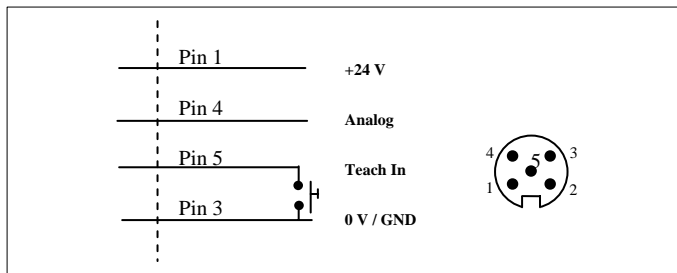 Pin 1
+24 V
Pin 4
Analog
Pin 5
Teach In
Pin 3
0 V / GND
4
5
3
1
2